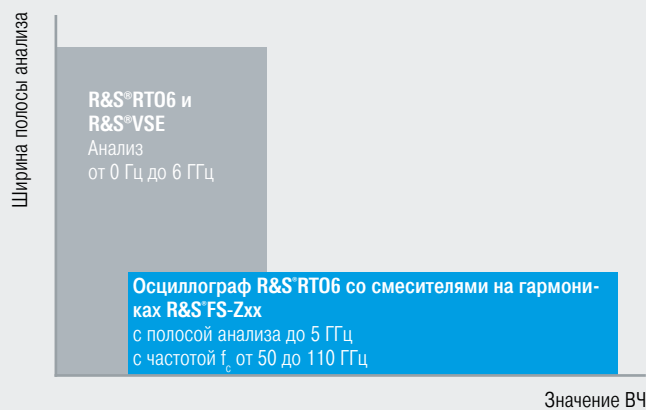 Ширина полосы анализа
R&S®RTO6 и
R&S®VSE
Анализ
от 0 Гц до 6 ГГц
Осциллограф R&S®RTO6 со смесителями на гармони-
ках R&S®FS-Zxx
с полосой анализа до 5 ГГц
с частотой fc от 50 до 110 ГГц
Значение ВЧ